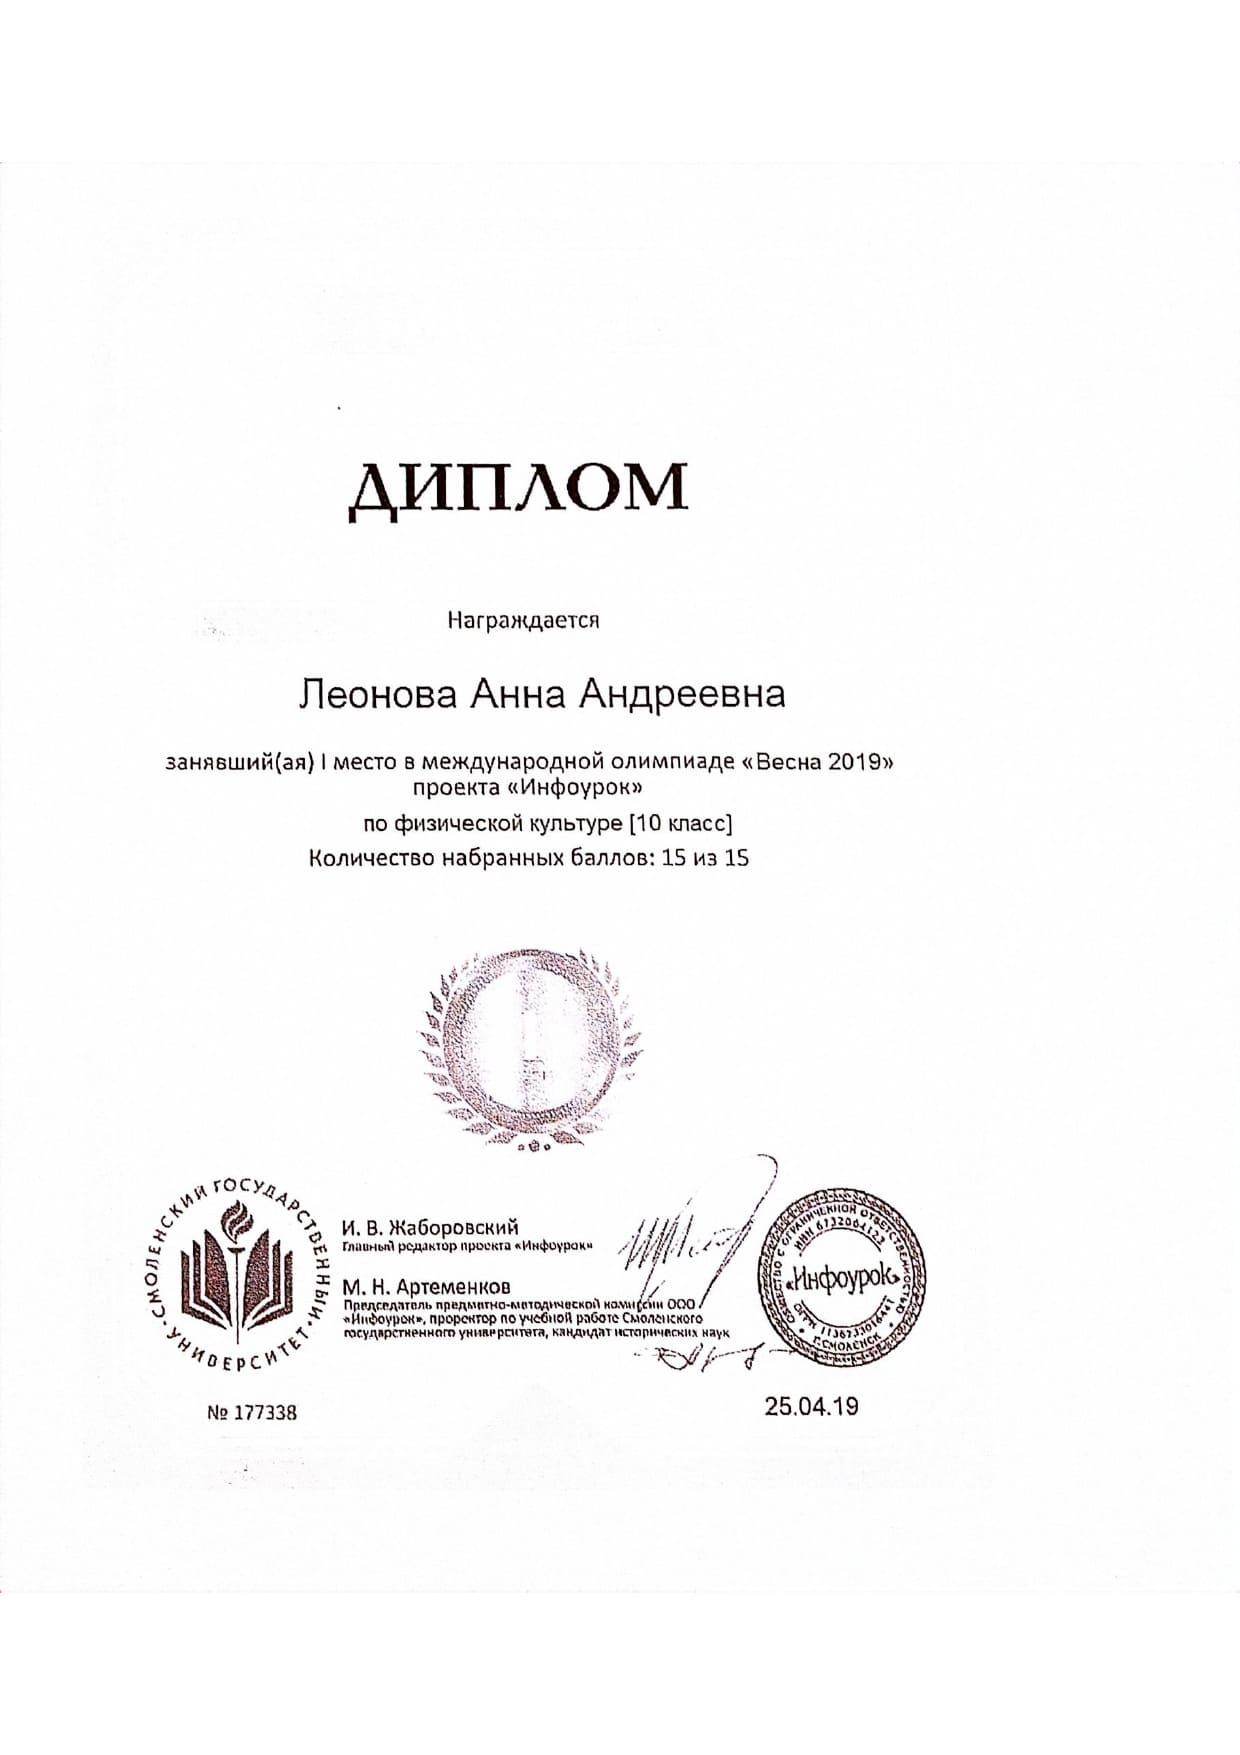 ДИПЛОМ
Награждается
Леонова Анна Андреевна
занявший(ая) I место в международной олимпиаде «Весна 2019»
проекта «Инфоурок»
по физической культуре [10 класс]
Количество набранных баллов: 15 из 15
СМОЛЕНСКИЙ ГОСУДАРСТВЕННЫЙ
УНИВЕРСИТЕТ
И. В. Жаборовский
Главный редактор проекта «Инфоурок»
М. Н. Артеменков
Председатель предметно-методической комиссии ООО
«Инфоурок», проректор по учебной работе Смоленского
государственного университета, кандидат исторических наук
ОБЩЕСТВО С ОГРАНИЧЕННОЙ ОТВЕТСТВЕННОСТЬЮ
ИНН
«Инфоурок»
ОГРН
Г.СМОЛЕНСК
№ 177338
25.04.19